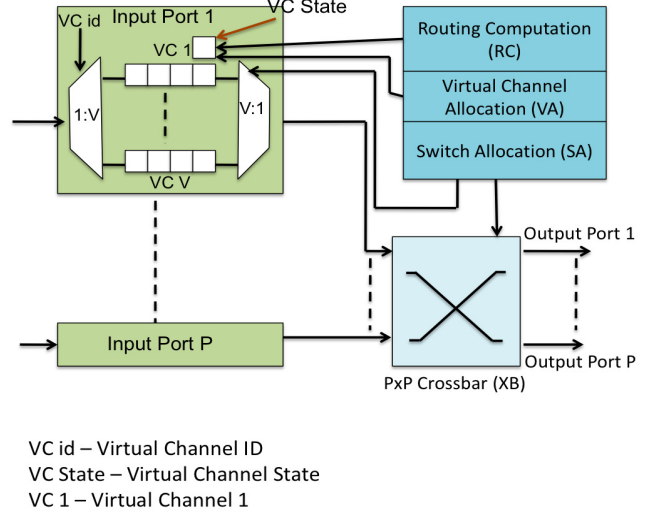 VC State
Input Port 1
VC id
VC 1
1:V
V:1
VC V
Routing Computation
(RC)
Virtual Channel
Allocation (VA)
Switch Allocation (SA)
Output Port 1
Input Port P
Output Port P
PxP Crossbar (XB)
VC id – Virtual Channel ID
VC State – Virtual Channel State
VC 1 – Virtual Channel 1